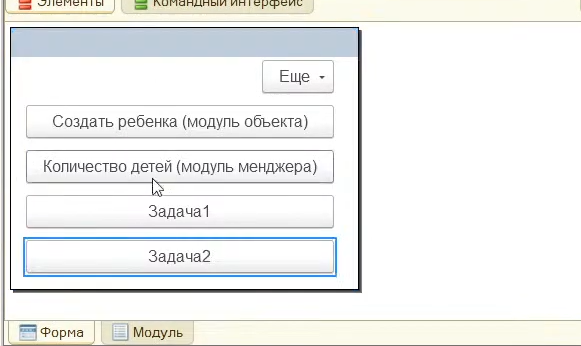 Элементы Командный интерфейс
Еще
Создать ребенка (модуль объекта)
Количество детей (модуль менджера)
Задача1
Задача2
Форма Модуль